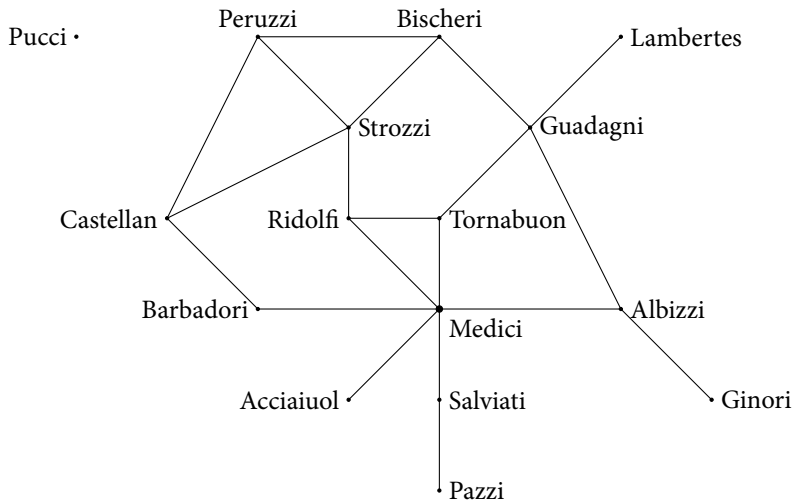 Peruzzi
Bischeri
Pucci
Lambertes
Strozzi
Guadagni
Castellan
Ridolfi
Tornabuon
Barbadori
Albizzi
Medici
Acciaiuol
Salviati
Ginori
Pazzi